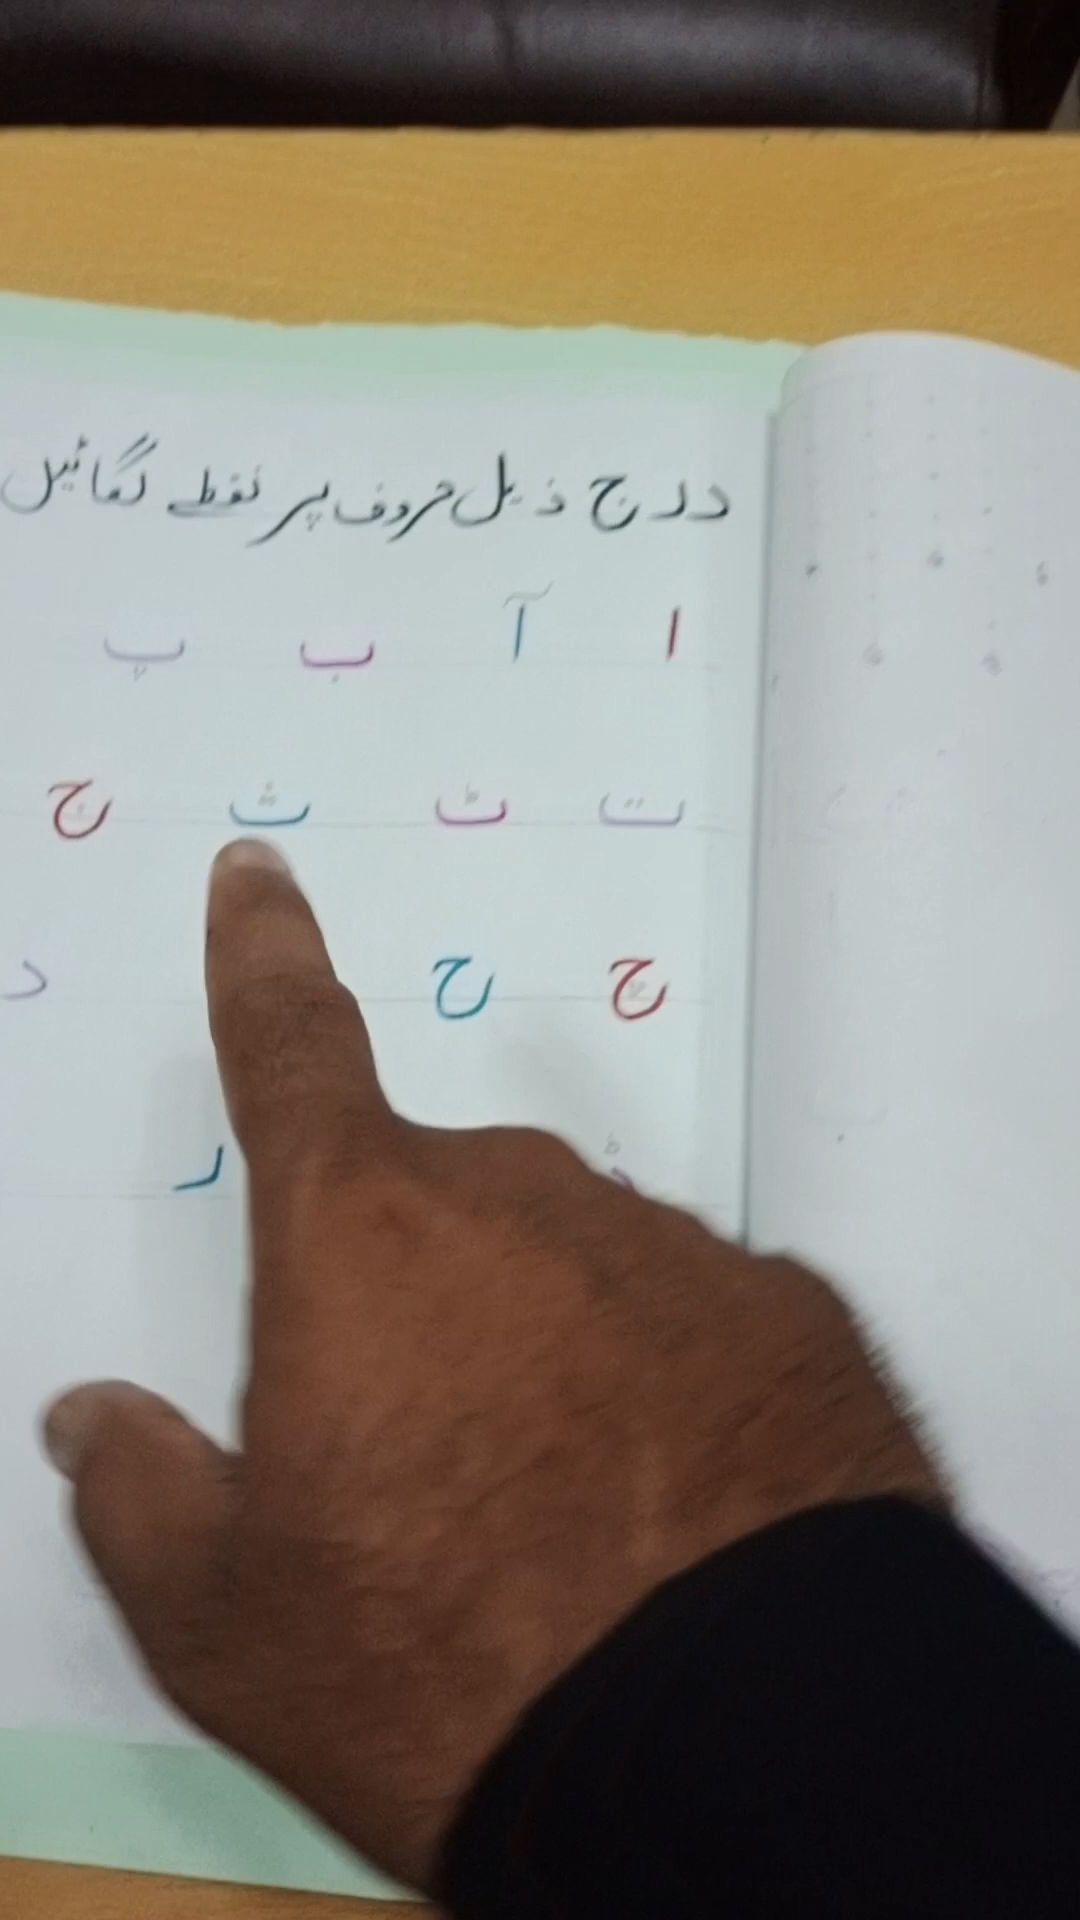 درج ذیل حروف پر نقطے لگائیں
ا آ ب پ
ت ٹ ث ج
چ ح د
ڈ ر